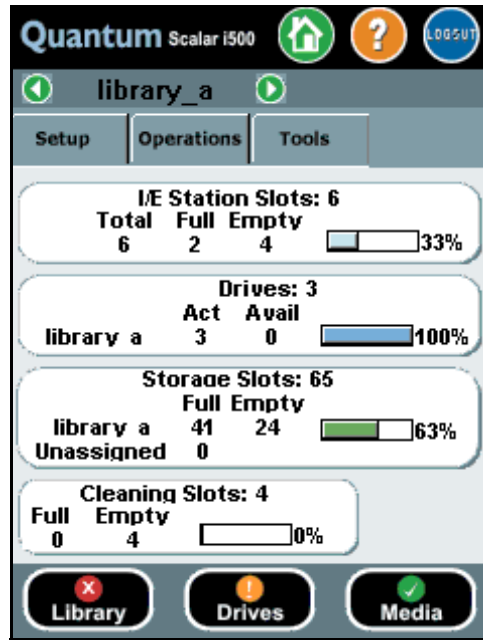 Quantum Scalar i500 LOGOUT
library_a
Setup Operations Tools
I/E Station Slots: 6
Total Full Empty
6 2 4 33%
Drives: 3
Act Avail
library_a 3 0 100%
Storage Slots: 65
Full Empty
library_a 41 24 63%
Unassigned 0
Cleaning Slots: 4
Full Empty
0 4 0%
Library Drives Media